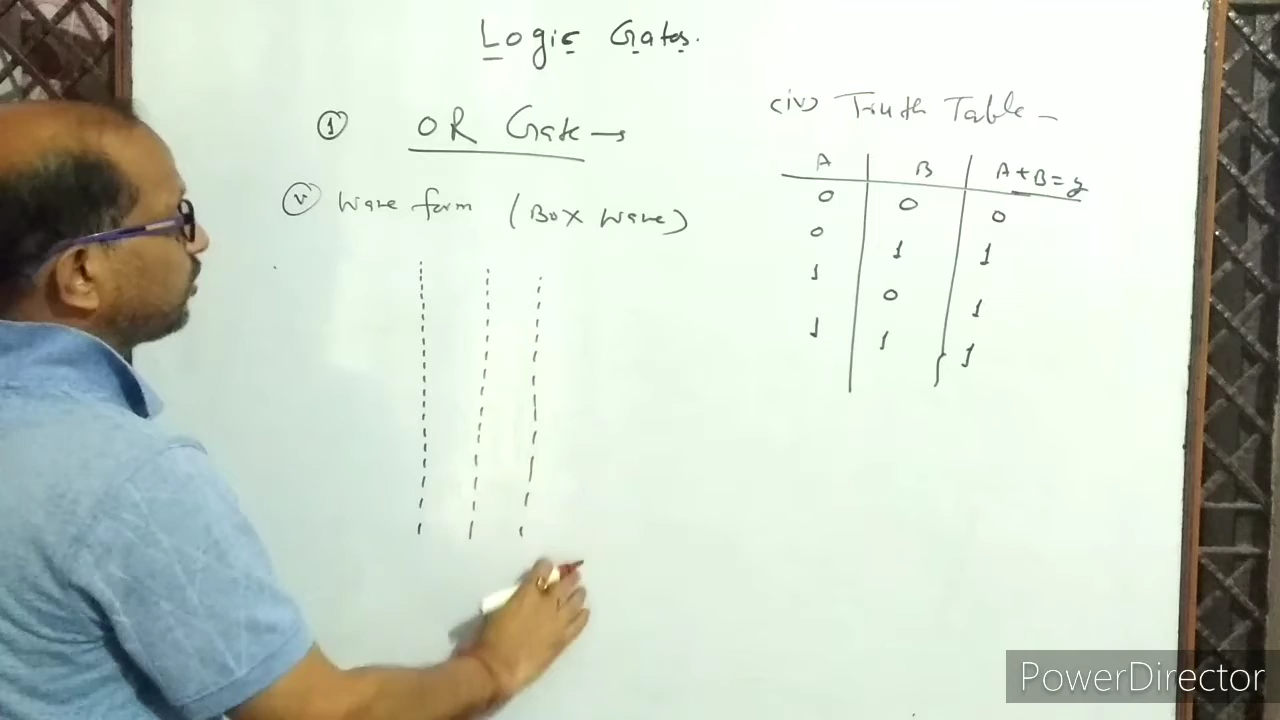 Logic Gates.
① OR Gate →
ⓥ Wave form (Box Wave)
(iv) Truth Table -
A B A + B = y
0 0 0
0 1 1
1 0 1
1 1 1
PowerDirector